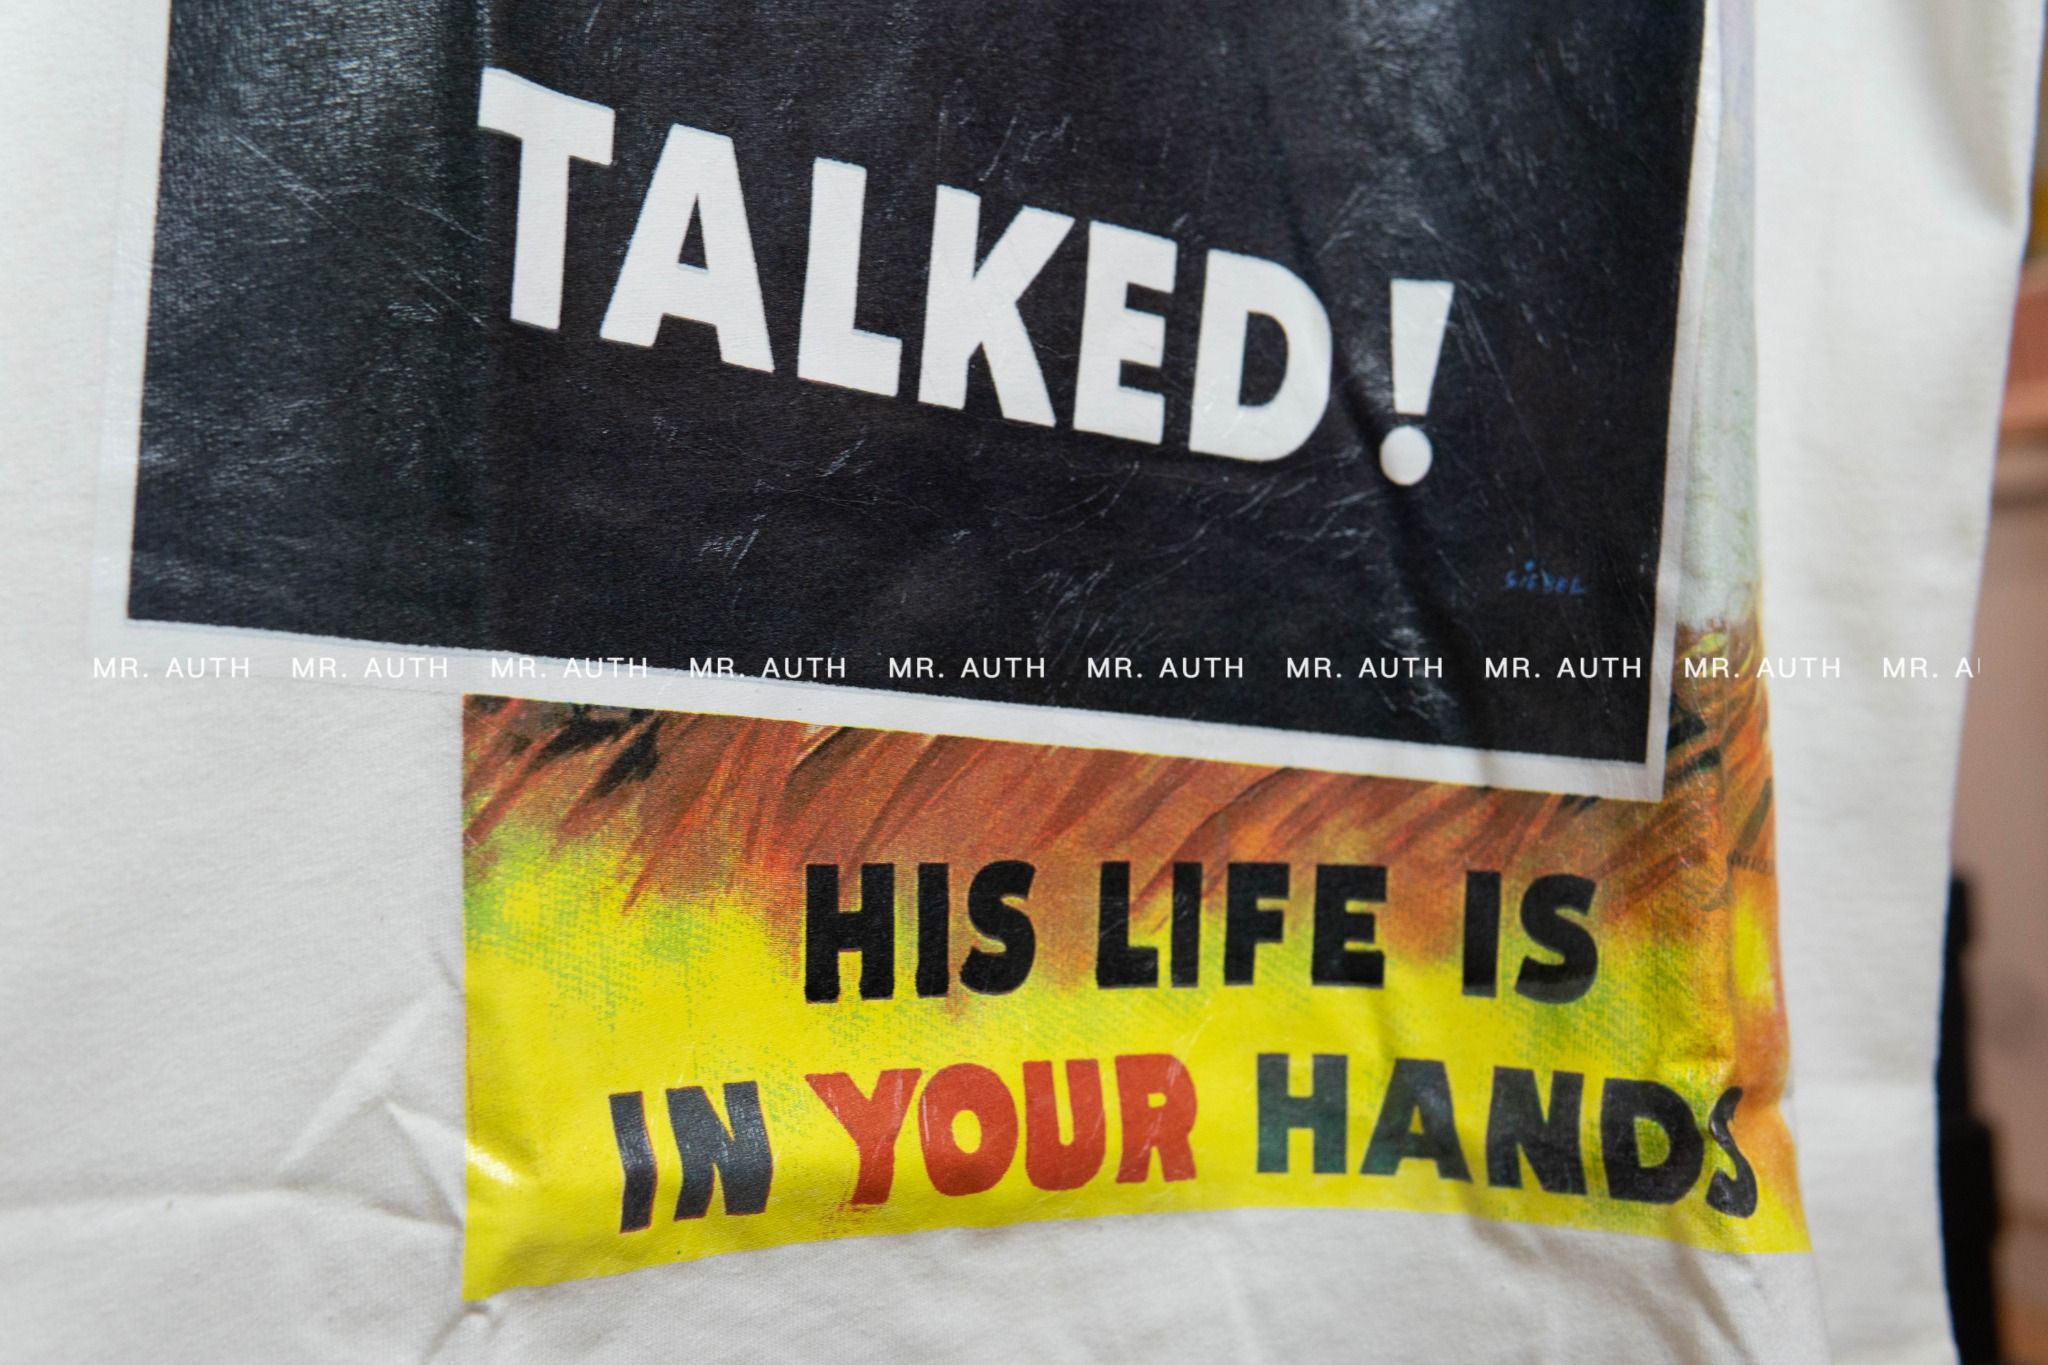 TALKED!
SIEBEL
MR. AUTH MR. AUTH MR. AUTH MR. AUTH MR. AUTH MR. AUTH MR. AUTH MR. AUTH MR. AUTH MR. A
HIS LIFE IS
IN YOUR HANDS